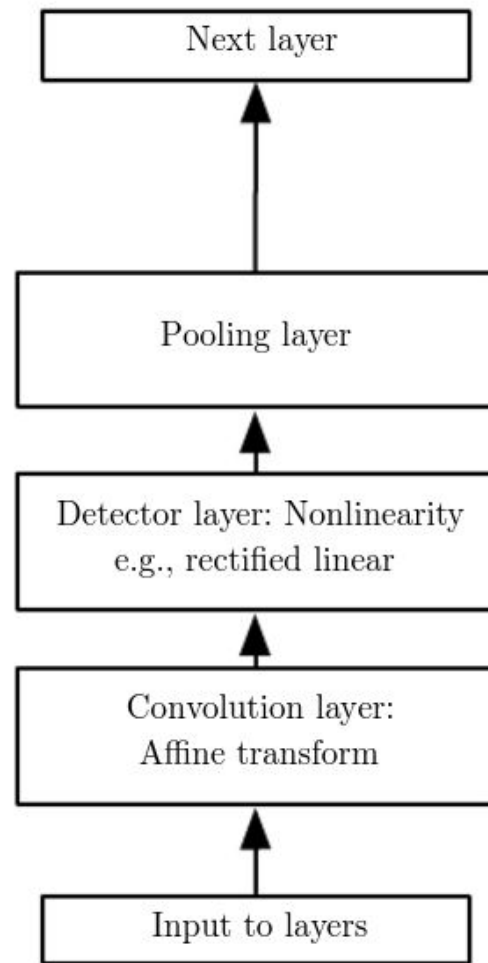 Next layer
Pooling layer
Detector layer: Nonlinearity
e.g., rectified linear
Convolution layer:
Affine transform
Input to layers